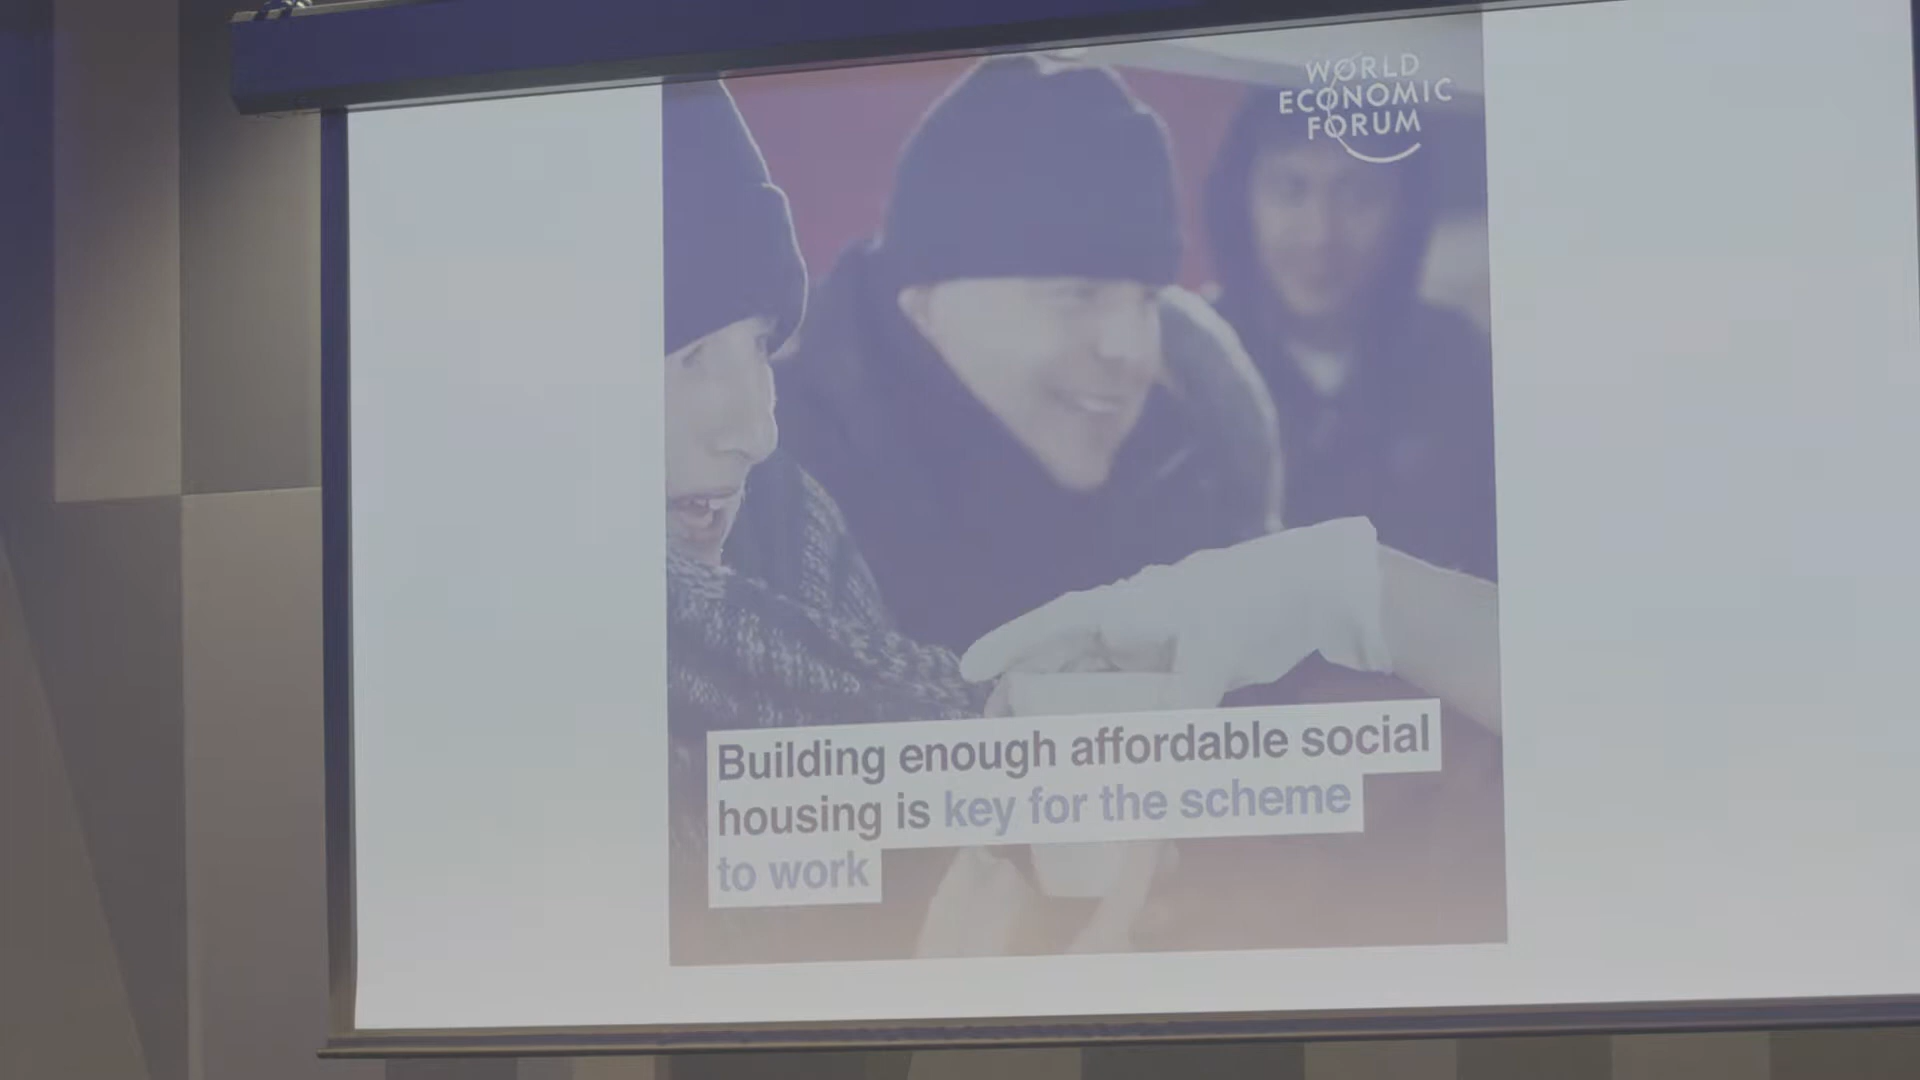 WORLD
ECONOMIC
FORUM
Building enough affordable social
housing is key for the scheme
to work